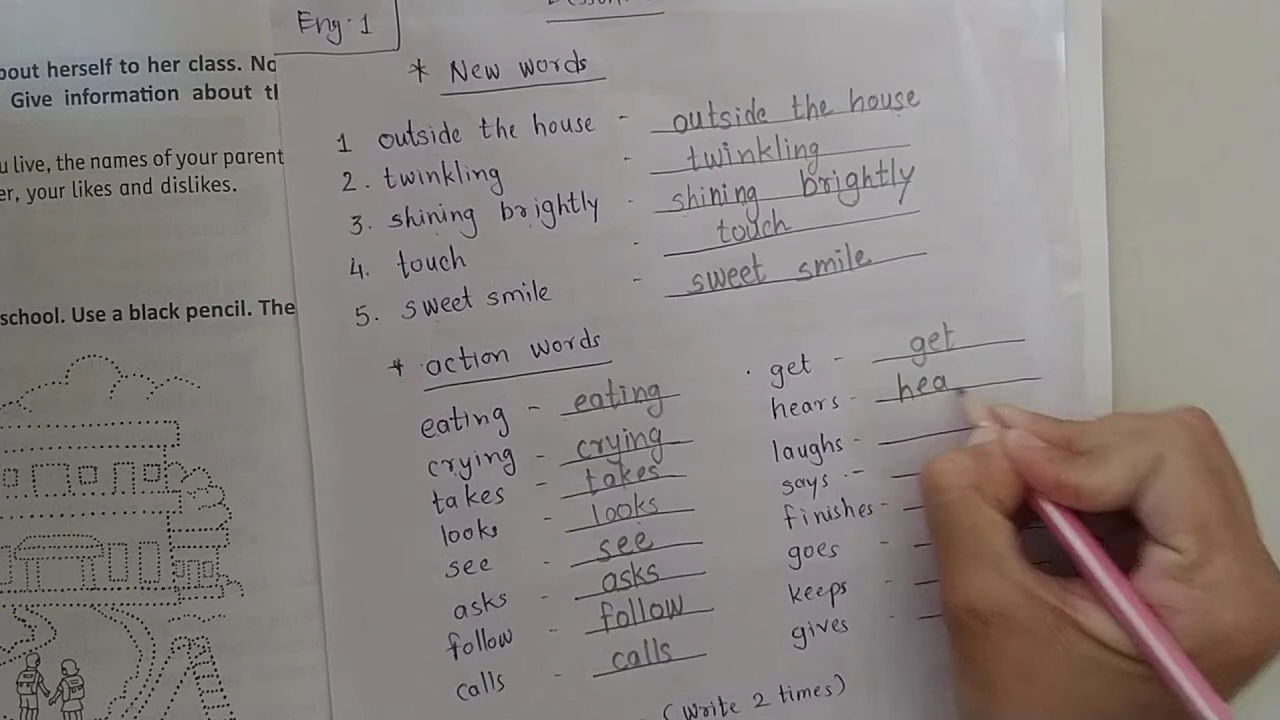 Eng. 1
bout herself to her class. No
Give information about tl
u live, the names of your parent
er, your likes and dislikes.
school. Use a black pencil. The
* New words
1 outside the house - outside the house
2. twinkling - twinkling
3. shining brightly - shining brightly
4. touch - touch
5. sweet smile - sweet smile
* action words
eating - eating
crying - crying
takes - takes
looks - looks
see - see
asks - asks
follow - follow
calls - calls
get - get
hears - hea
laughs -
says -
finishes -
goes -
keeps -
gives -
(Write 2 times)